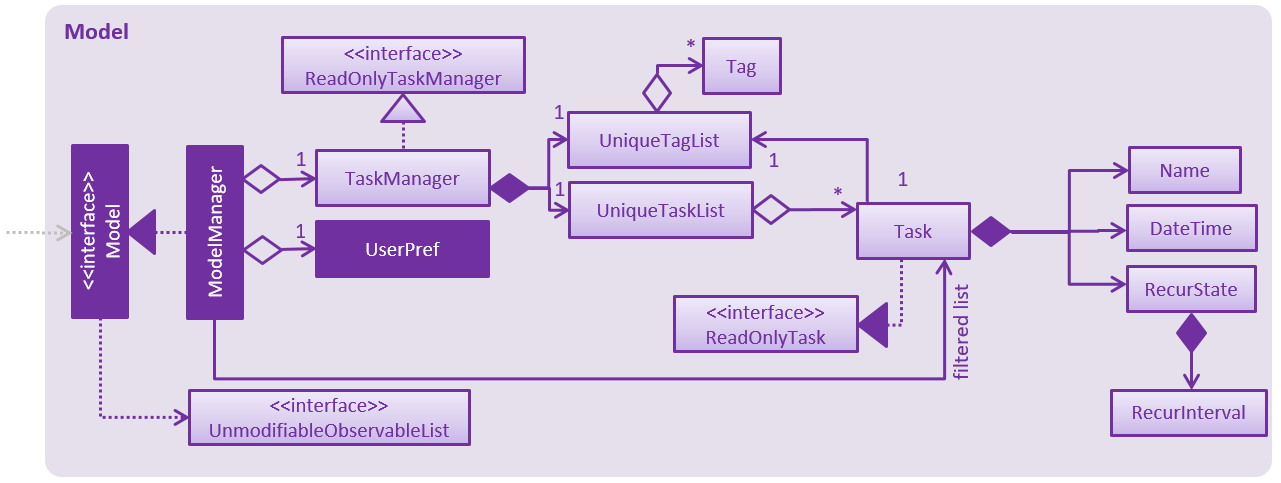 Model
<<interface>>
ReadOnlyTaskManager
*
Tag
1
UniqueTagList
1
TaskManager
1
UniqueTaskList
1
*
1
Task
Name
DateTime
RecurState
RecurInterval
<<interface>>
Model
ModelManager
1
UserPref
<<interface>>
ReadOnlyTask
filtered list
<<interface>>
UnmodifiableObservableList